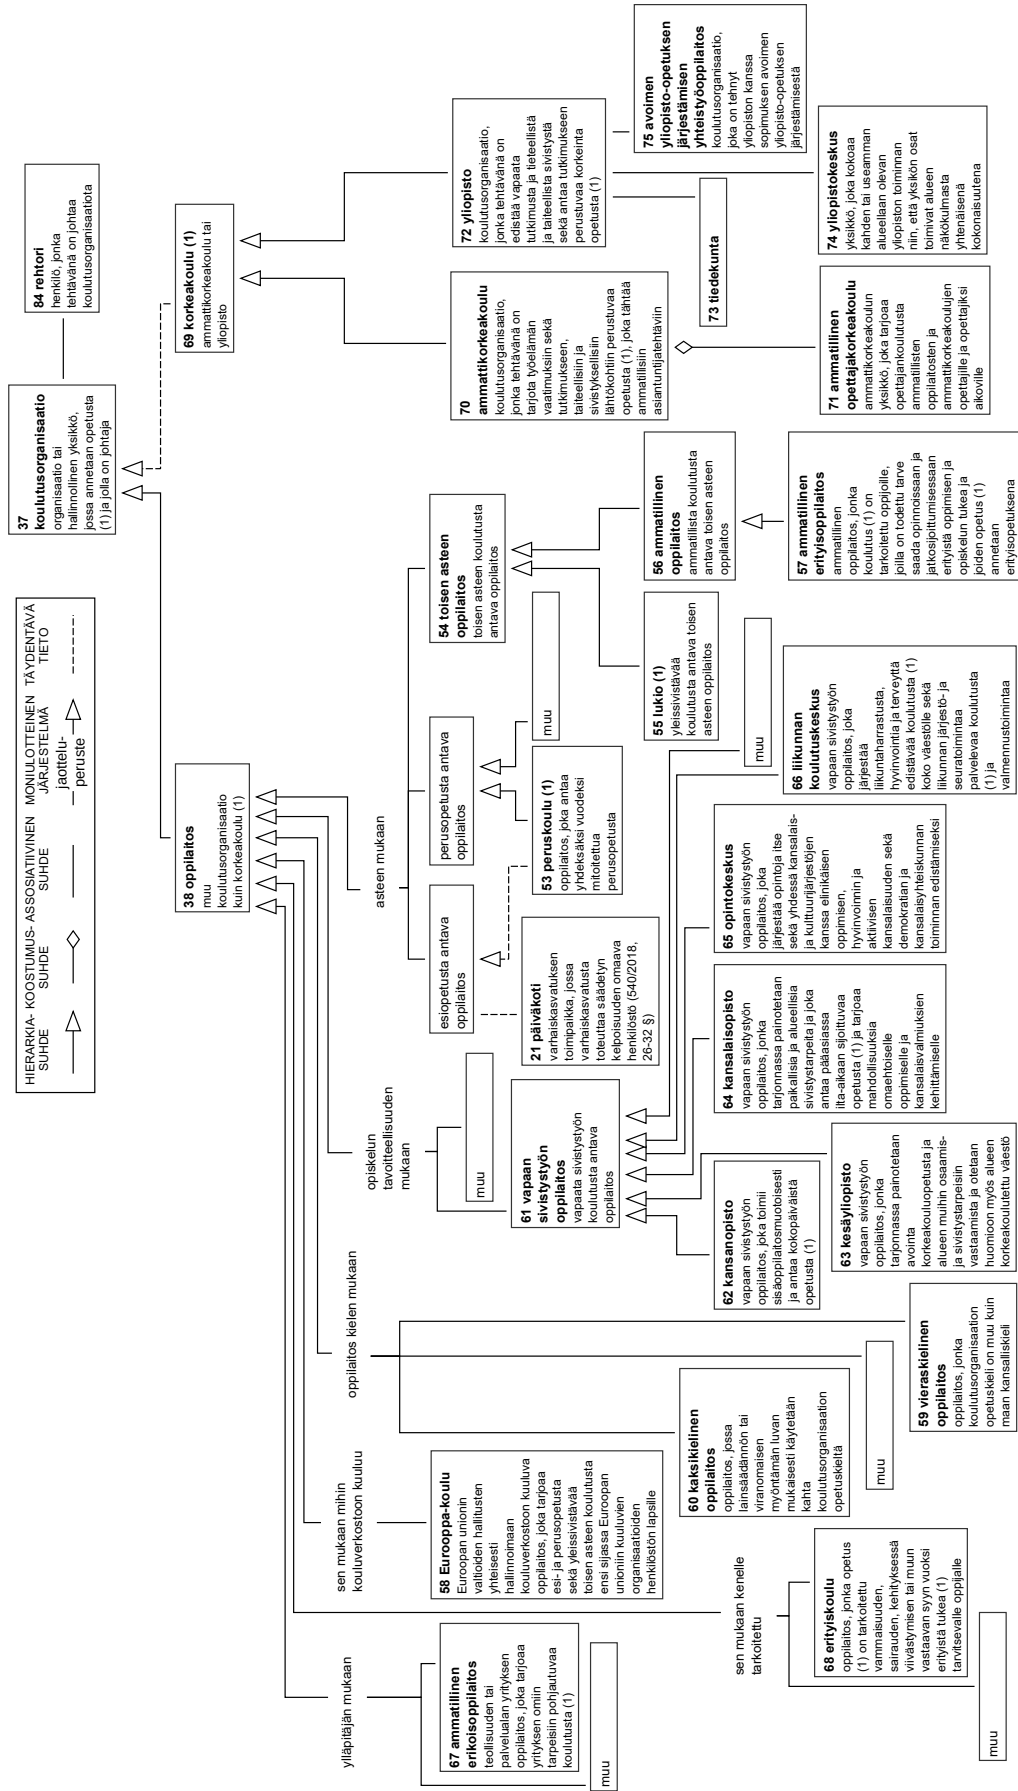 HIERARKIA-
SUHDE
KOOSTUMUS-
SUHDE
ASSOSIATIIVINEN
SUHDE
MONIULOTTEINEN
JÄRJESTELMÄ
jaottelu-
peruste
TÄYDENTÄVÄ
TIETO
37
koulutusorganisaatio
organisaatio tai
hallinnollinen yksikkö,
jossa annetaan opetusta
(1) ja jolla on johtaja
84 rehtori
henkilö, jonka
tehtävänä on johtaa
koulutusorganisaatiota
38 oppilaitos
muu
koulutusorganisaatio
kuin korkeakoulu (1)
69 korkeakoulu (1)
ammattikorkeakoulu tai
yliopisto
ylläpitäjän mukaan
67 ammatillinen
erikoisoppilaitos
teollisuuden tai
palvelualan yrityksen
oppilaitos, joka tarjoaa
yrityksen omiin
tarpeisiin pohjautuvaa
koulutusta (1)
muu
sen mukaan kenelle
tarkoitettu
68 erityiskoulu
oppilaitos, jonka opetus
(1) on tarkoitettu
vammaisuuden,
sairauden, kehityksessä
viivästymisen tai muun
vastaavan syyn vuoksi
erityistä tukea (1)
tarvitsevalle oppijalle
muu
sen mukaan mihin
kouluverkostoon kuuluu
58 Eurooppa-koulu
Euroopan unionin
valtioiden hallitusten
yhteisesti
hallinnoimaan
kouluverkostoon kuuluva
oppilaitos, joka tarjoaa
esi- ja perusopetusta
sekä yleissivistävää
toisen asteen koulutusta
ensi sijassa Euroopan
unioniin kuuluvien
organisaatioiden
henkilöstön lapsille
oppilaitos kielen mukaan
60 kaksikielinen
oppilaitos
oppilaitos, jossa
lainsäädännön tai
viranomaisen
myöntämän luvan
mukaisesti käytetään
kahta
koulutusorganisaation
opetuskieltä
muu
59 vieraskielinen
oppilaitos
oppilaitos, jonka
koulutusorganisaation
opetuskieli on muu kuin
maan kansalliskieli
opiskelun
tavoitteellisuuden
mukaan
muu
61 vapaan
sivistystyön
oppilaitos
vapaata sivistystyön
koulutusta antava
oppilaitos
62 kansanopisto
vapaan sivistystyön
oppilaitos, joka toimii
sisäoppilaitosmuotoisesti
ja antaa kokopäiväistä
opetusta (1)
63 kesäyliopisto
vapaan sivistystyön
oppilaitos, jonka
tarjonnassa painotetaan
avointa
korkeakouluopetusta ja
alueen muihin osaamis-
ja sivistystarpeisiin
vastaamista ja otetaan
huomioon myös alueen
korkeakoulutettu väestö
64 kansalaisopisto
vapaan sivistystyön
oppilaitos, jonka
tarjonnassa painotetaan
paikallisia ja alueellisia
sivistystarpeita ja joka
antaa pääasiassa
ilta-aikaan sijoittuvaa
opetusta (1) ja tarjoaa
mahdollisuuksia
omaehtoiselle
oppimiselle ja
kansalaisvalmiuksien
kehittämiselle
65 opintokeskus
vapaan sivistystyön
oppilaitos, joka
järjestää opintoja itse
sekä yhdessä kansalais-
ja kulttuurijärjestöjen
kanssa elinikäisen
oppimisen,
hyvinvoinnin ja
aktiivisen
kansalaisuuden sekä
demokratian ja
kansalaisyhteiskunnan
toiminnan edistämiseksi
66 liikunnan
koulutuskeskus
vapaan sivistystyön
oppilaitos, joka
järjestää
liikuntaharrastusta,
hyvinvointia ja terveyttä
edistävää koulutusta (1)
koko väestölle sekä
liikunnan järjestö- ja
seuratoimintaa
palvelevaa koulutusta
(1) ja
valmennustoimintaa
muu
asteen mukaan
esiopetusta antava
oppilaitos
21 päiväkoti
varhaiskasvatuksen
toimipaikka, jossa
varhaiskasvatusta
toteuttaa säädetyn
kelpoisuuden omaava
henkilöstö (540/2018,
26-32 §)
perusopetusta antava
oppilaitos
53 peruskoulu (1)
oppilaitos, joka antaa
yhdeksäksi vuodeksi
mitoitettua
perusopetusta
muu
54 toisen asteen
oppilaitos
toisen asteen koulutusta
antava oppilaitos
55 lukio (1)
yleissivistävää
koulutusta antava toisen
asteen oppilaitos
56 ammatillinen
oppilaitos
ammatillista koulutusta
antava toisen asteen
oppilaitos
57 ammatillinen
erityisoppilaitos
ammatillinen
oppilaitos, jonka
koulutus (1) on
tarkoitettu oppijoille,
joilla on todettu tarve
saada opinnoissaan ja
jatkosijoittumisessaan
erityistä oppimisen ja
opiskelun tukea ja
joiden opetus (1)
annetaan
erityisopetuksena
70
ammattikorkeakoulu
koulutusorganisaatio,
jonka tehtävänä on
tarjota työelämän
vaatimuksiin sekä
tutkimukseen,
taiteellisiin ja
sivistyksellisiin
lähtökohtiin perustuvaa
opetusta (1), joka tähtää
ammatillisiin
asiantuntijatehtäviin
71 ammatillinen
opettajakorkeakoulu
ammattikorkeakoulun
yksikkö, joka tarjoaa
opettajankoulutusta
ammatillisten
oppilaitosten ja
ammattikorkeakoulujen
opettajille ja opettajiksi
aikoville
72 yliopisto
koulutusorganisaatio,
jonka tehtävänä on
edistää vapaata
tutkimusta ja tieteellistä
ja taiteellista sivistystä
sekä antaa tutkimukseen
perustuvaa korkeinta
opetusta (1)
73 tiedekunta
74 yliopistokeskus
yksikkö, joka kokoaa
kahden tai useamman
alueellaan olevan
yliopiston toiminnan
niin, että yksikön osat
toimivat alueen
näkökulmasta
yhtenäisenä
kokonaisuutena
75 avoimen
yliopisto-opetuksen
järjestämisen
yhteistyöoppilaitos
koulutusorganisaatio,
joka on tehnyt
yliopiston kanssa
sopimuksen avoimen
yliopisto-opetuksen
järjestämisestä